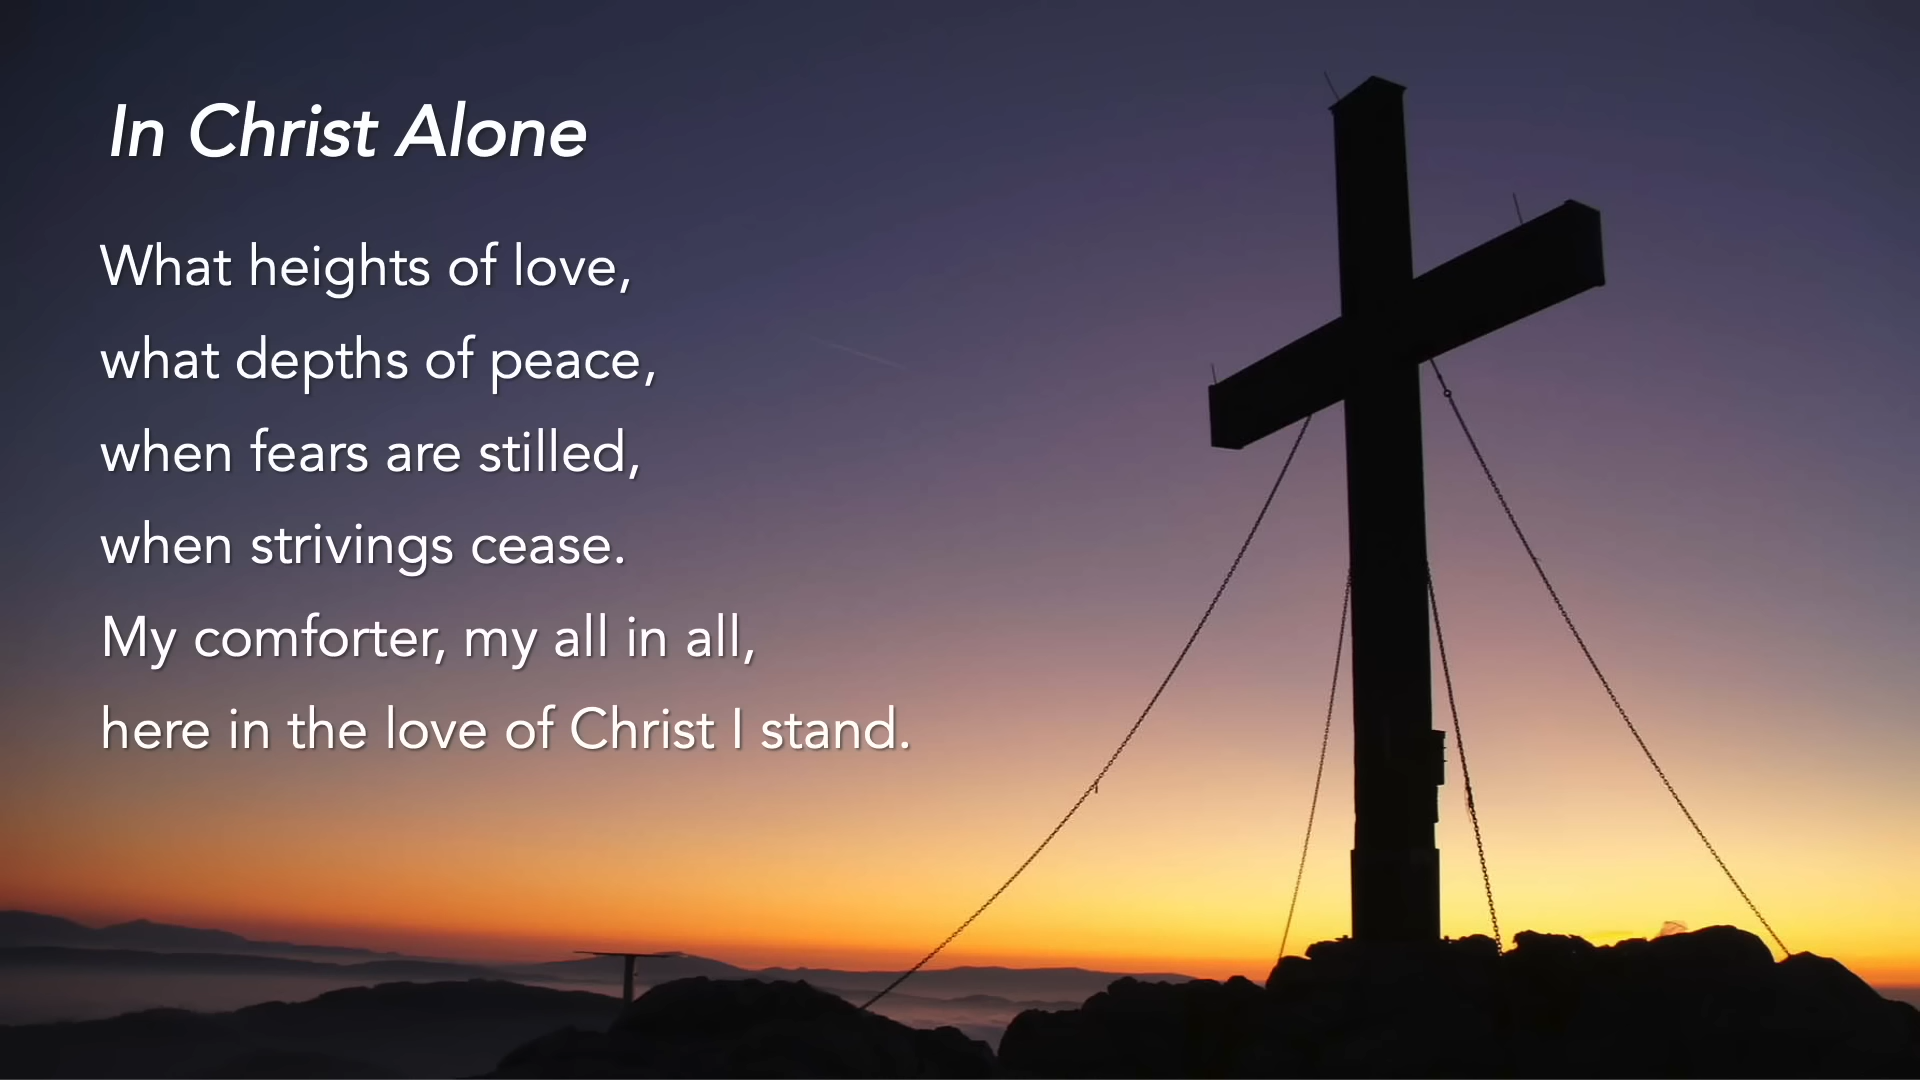 In Christ Alone
What heights of love,
what depths of peace,
when fears are stilled,
when strivings cease.
My comforter, my all in all,
here in the love of Christ I stand.